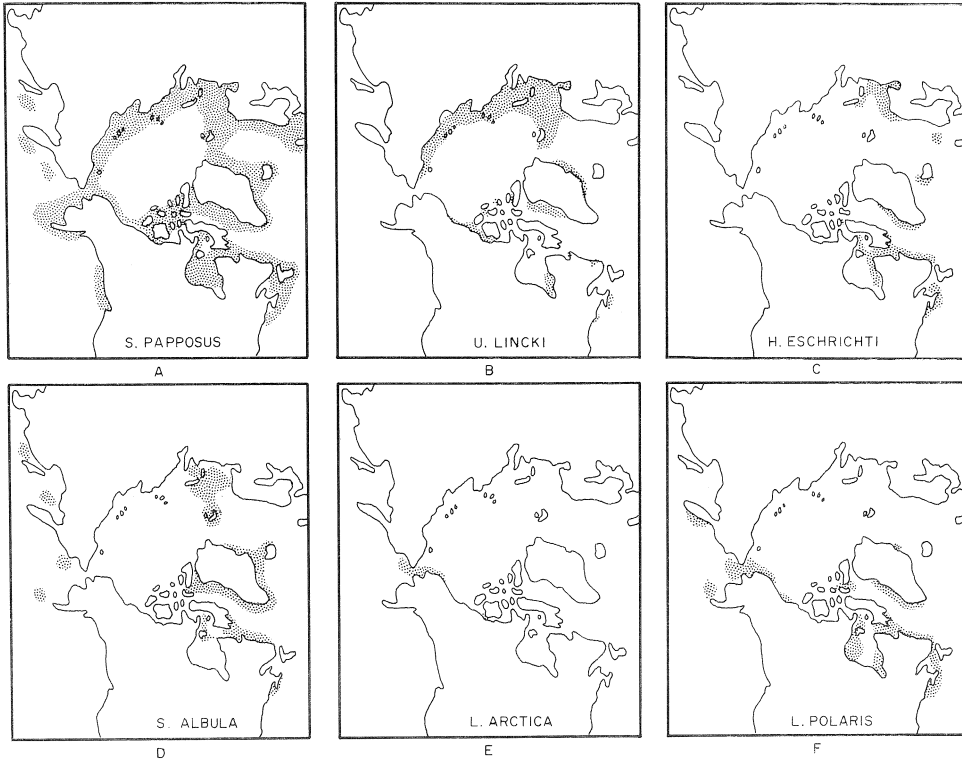 S. PAPPOSUS
A
U. LINCKI
B
H. ESCHRICHTI
C
S. ALBULA
D
L. ARCTICA
E
L. POLARIS
F